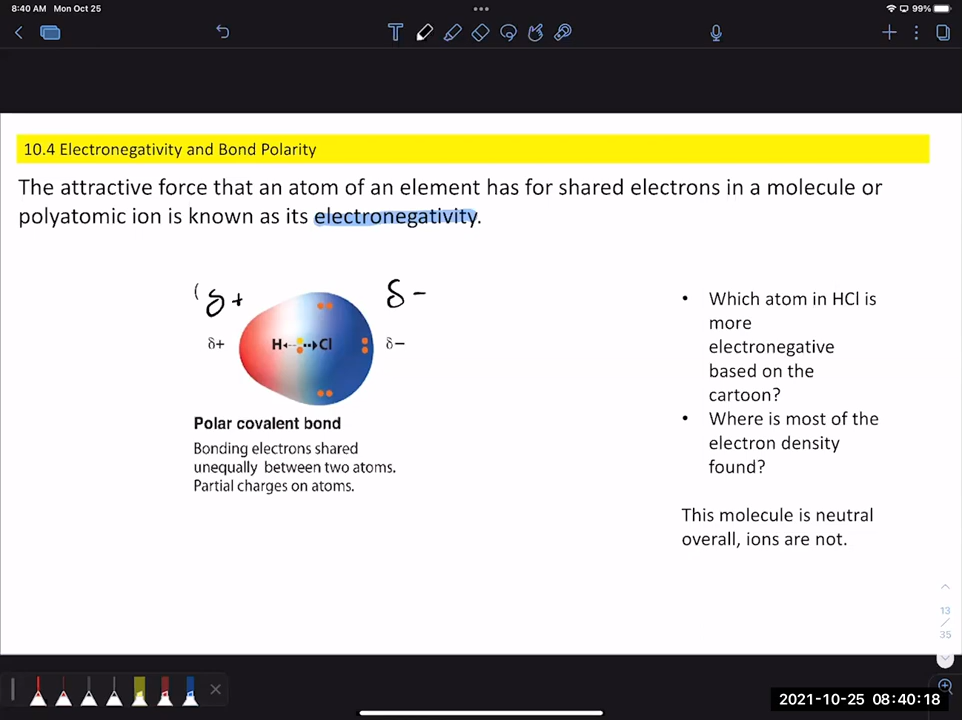 8:40 AM Mon Oct 25
99%
10.4 Electronegativity and Bond Polarity
The attractive force that an atom of an element has for shared electrons in a molecule or
polyatomic ion is known as its electronegativity.
δ+
δ−
δ+
H
Cl
δ−
Polar covalent bond
Bonding electrons shared
unequally between two atoms.
Partial charges on atoms.
• Which atom in HCl is
more
electronegative
based on the
cartoon?
• Where is most of the
electron density
found?
This molecule is neutral
overall, ions are not.
13
/
35
2021-10-25 08:40:18